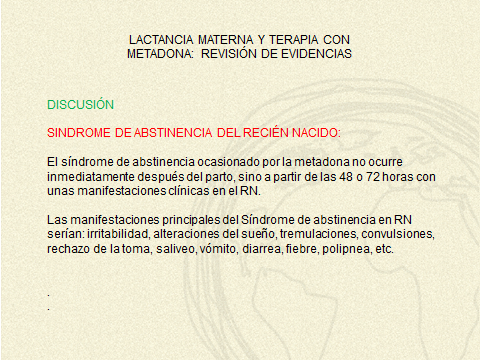 LACTANCIA MATERNA Y TERAPIA CON
METADONA: REVISIÓN DE EVIDENCIAS
DISCUSIÓN
SINDROME DE ABSTINENCIA DEL RECIÉN NACIDO:
El síndrome de abstinencia ocasionado por la metadona no ocurre
inmediatamente después del parto, sino a partir de las 48 o 72 horas con
unas manifestaciones clínicas en el RN.
Las manifestaciones principales del Síndrome de abstinencia en RN
serían: irritabilidad, alteraciones del sueño, tremulaciones, convulsiones,
rechazo de la toma, saliveo, vómito, diarrea, fiebre, polipnea, etc.
.
.